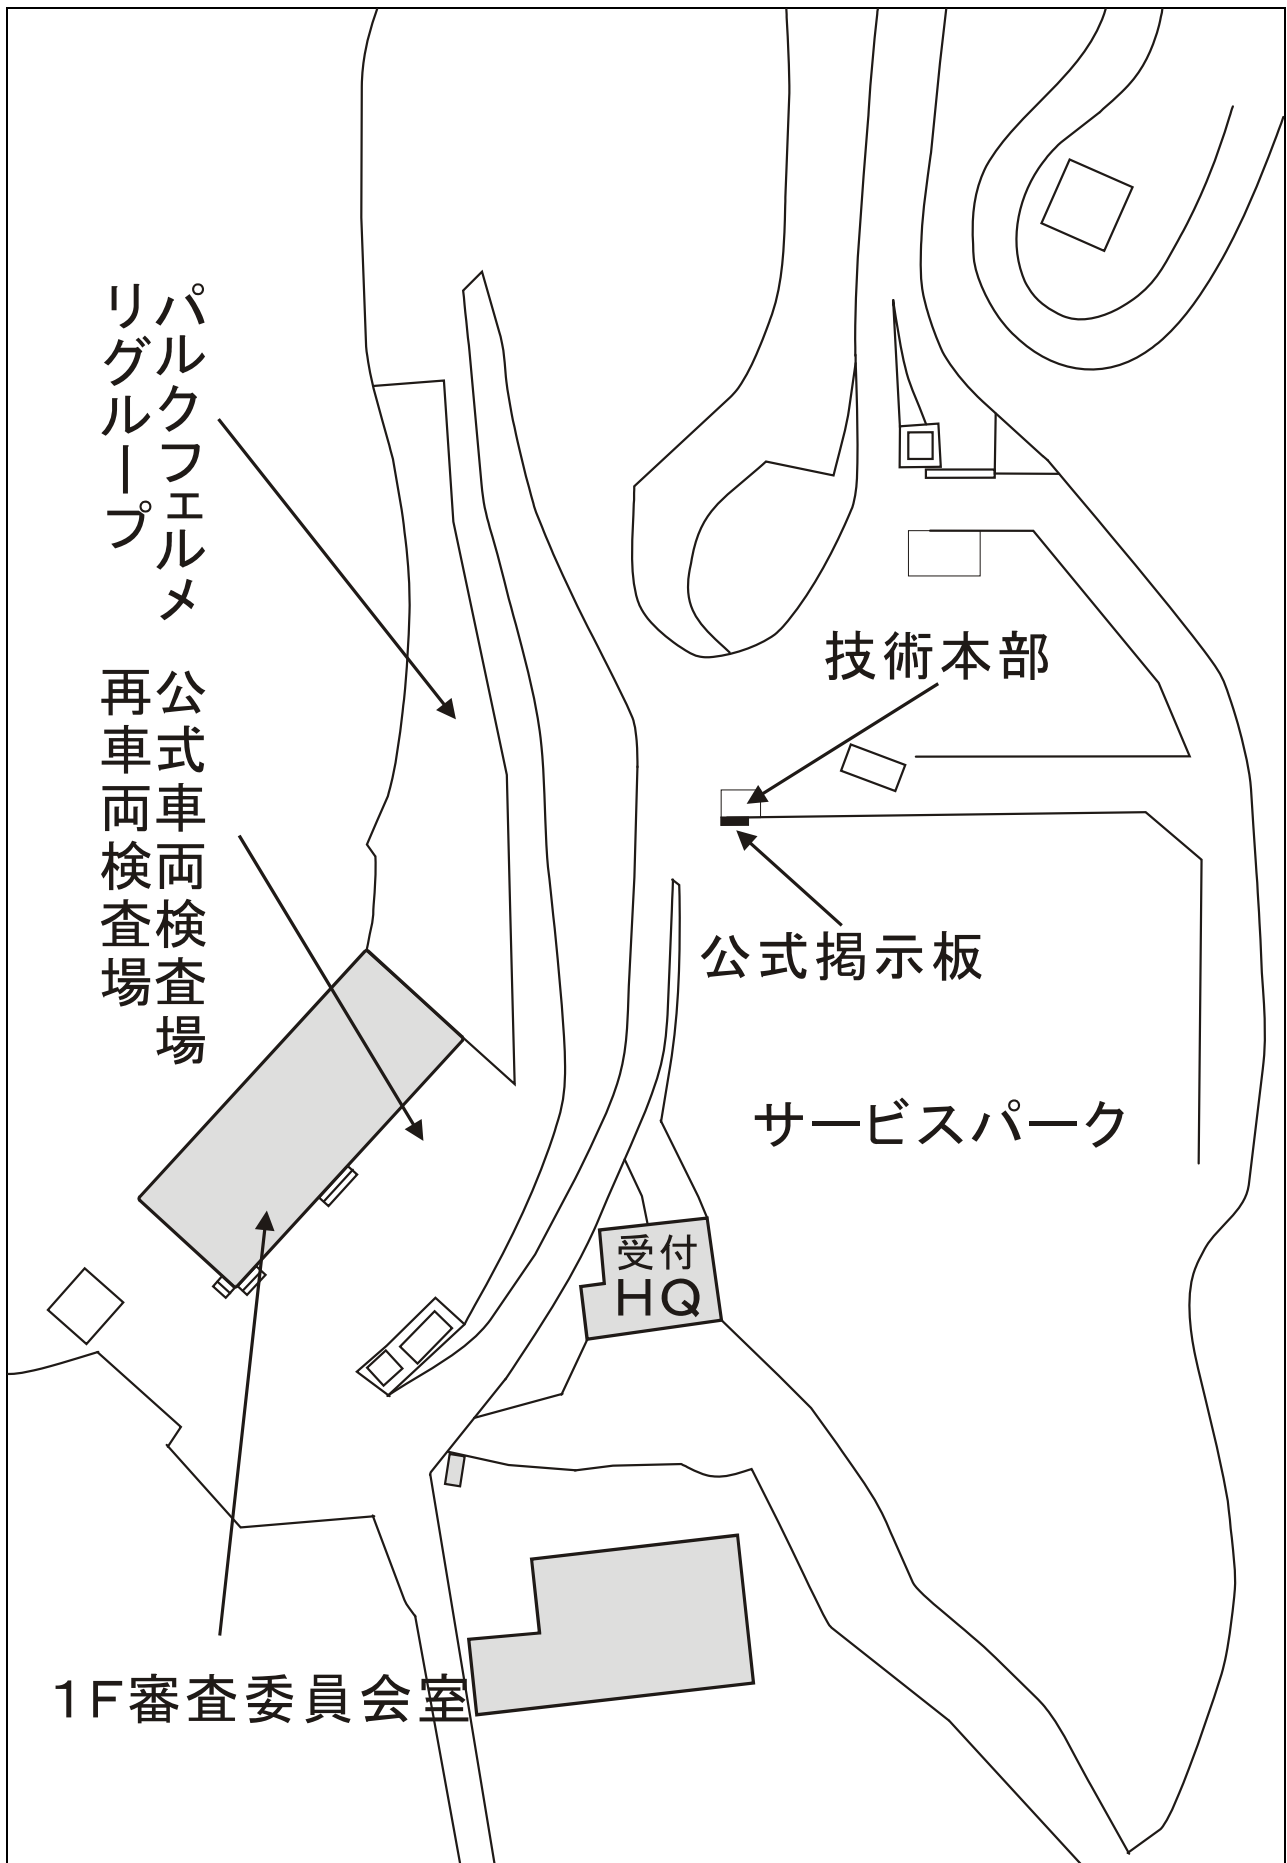 パルクフェルメ
リグループ
公式車両検査場
再車両検査場
技術本部
公式掲示板
サービスパーク
受付
HQ
1F審査委員会室